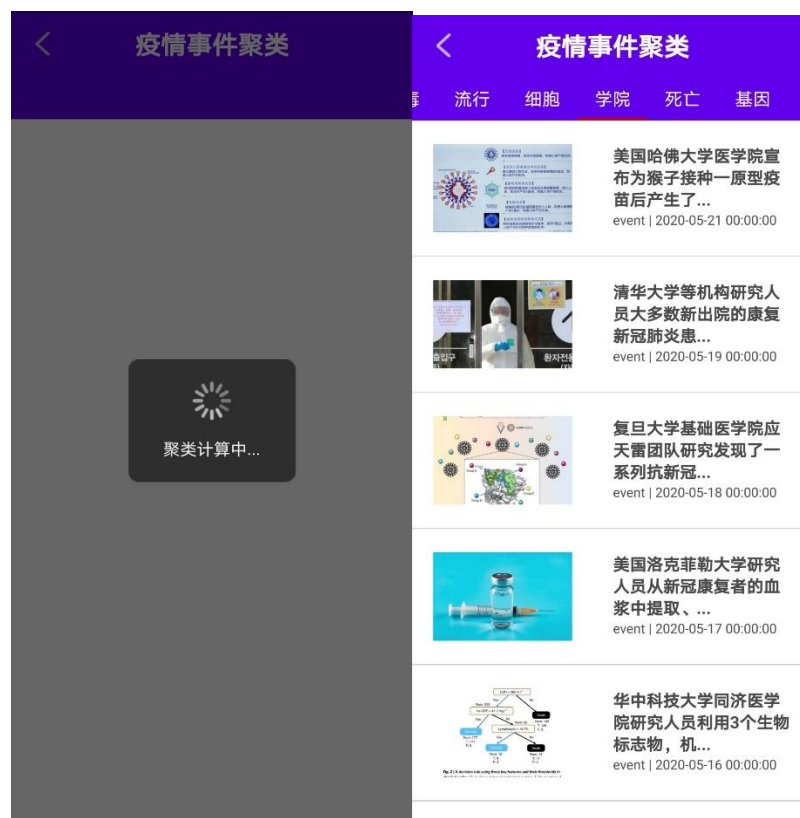 疫情事件聚类
聚类计算中...
疫情事件聚类
流行 细胞 学院 死亡 基因
美国哈佛大学医学院宣
布为猴子接种一原型疫
苗后产生了...
event | 2020-05-21 00:00:00
清华大学等机构研究人
员大多数新出院的康复
新冠肺炎患...
event | 2020-05-19 00:00:00
复旦大学基础医学院应
天雷团队研究发现了一
系列抗新冠...
event | 2020-05-18 00:00:00
美国洛克菲勒大学研究
人员从新冠康复者的血
浆中提取、...
event | 2020-05-17 00:00:00
华中科技大学同济医学
院研究人员利用3个生物
标志物，机...
event | 2020-05-16 00:00:00